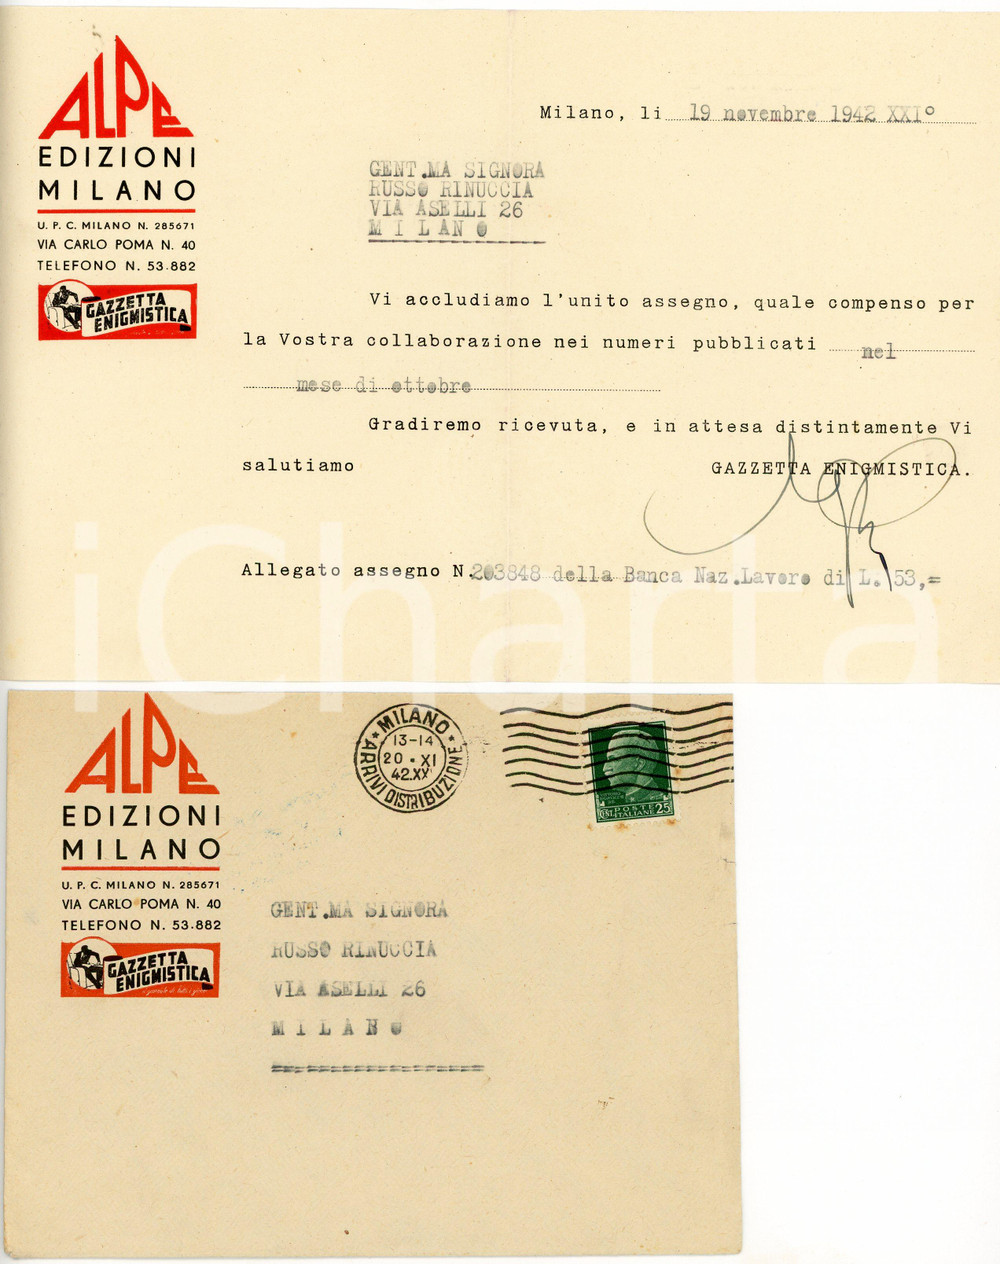 ALPE
EDIZIONI
MILANO
U. P. C. MILANO N. 285671
VIA CARLO POMA N. 40
TELEFONO N. 53.882
GAZZETTA
ENIGMISTICA
Milano, li 19 novembre 1942 XXI°
GENT.MA SIGNORA
RUSSO RINUCCIA
VIA ASELLI 26
MILANO
Vi accludiamo l'unito assegno, quale compenso per
la Vostra collaborazione nei numeri pubblicati nel
mese di ottobre
Gradiremo ricevuta, e in attesa distintamente Vi
salutiamo GAZZETTA ENIGMISTICA.
Allegato assegno N.203848 della Banca Naz.Lavoro di L. 53,=
iCharta
ALPE
EDIZIONI
MILANO
U. P. C. MILANO N. 285671
VIA CARLO POMA N. 40
TELEFONO N. 53.882
GAZZETTA
ENIGMISTICA
MILANO
13-14
20·XI
42.XXI
ARRIVI DISTRIBUZIONE
POSTE
ITALIANE
25
GENT.MA SIGNORA
RUSSO RINUCCIA
VIA ASELLI 26
MILANO